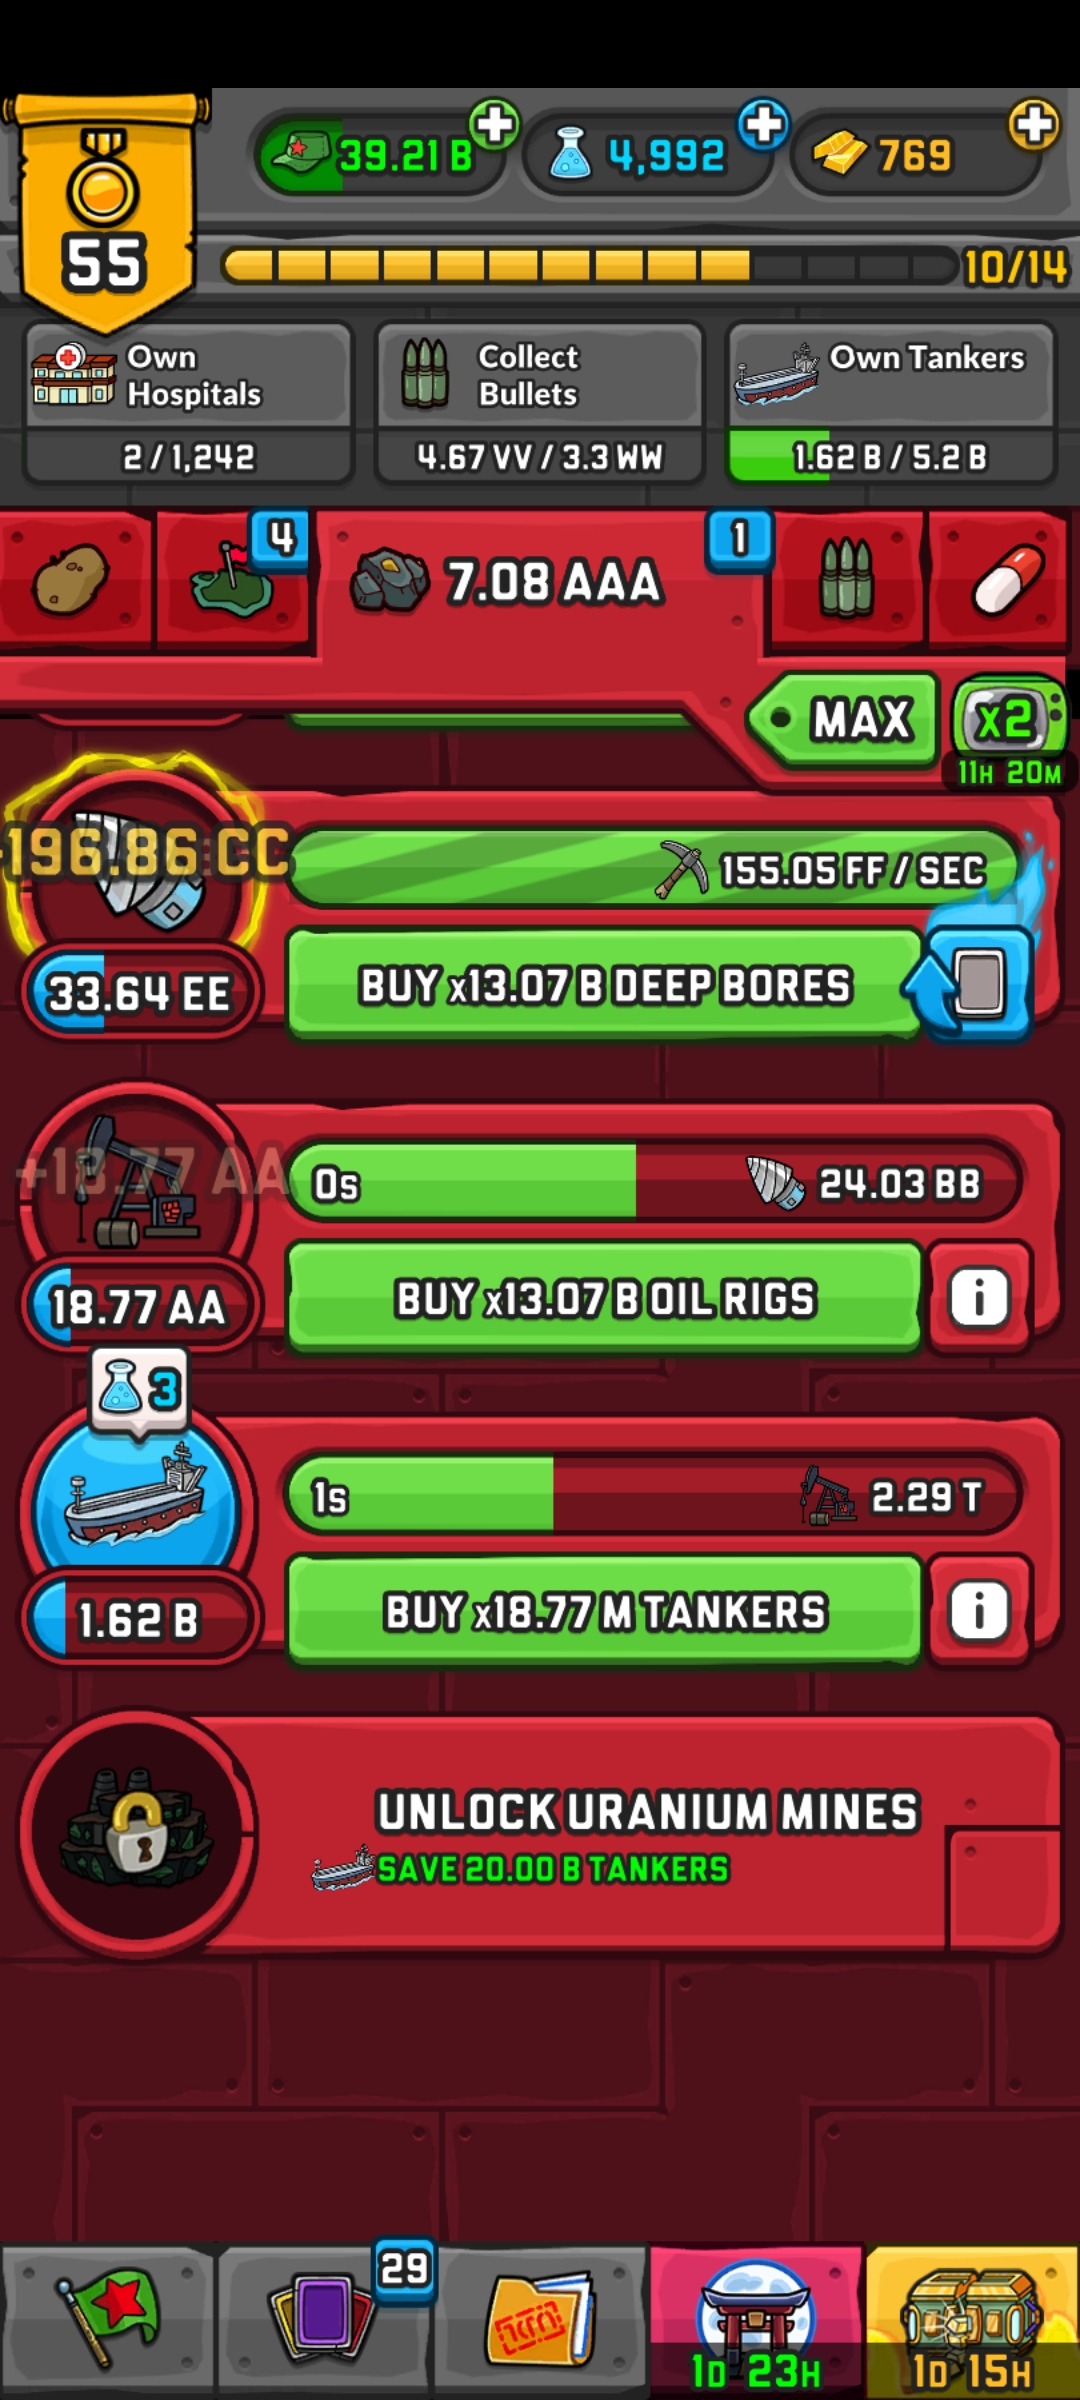 39.21 B
4,992
769
55
10/14
Own Hospitals
2 / 1,242
Collect Bullets
4.67 VV / 3.3 WW
Own Tankers
1.62 B / 5.2 B
4
7.08 AAA
1
MAX
x2
11H 20M
196.86 CC
155.05 FF / SEC
33.64 EE
BUY x13.07 B DEEP BORES
+18.77 AA
0s
24.03 BB
18.77 AA
BUY x13.07 B OIL RIGS
i
3
1s
2.29 T
1.62 B
BUY x18.77 M TANKERS
i
UNLOCK URANIUM MINES
SAVE 20.00 B TANKERS
29
1D 23H
1D 15H